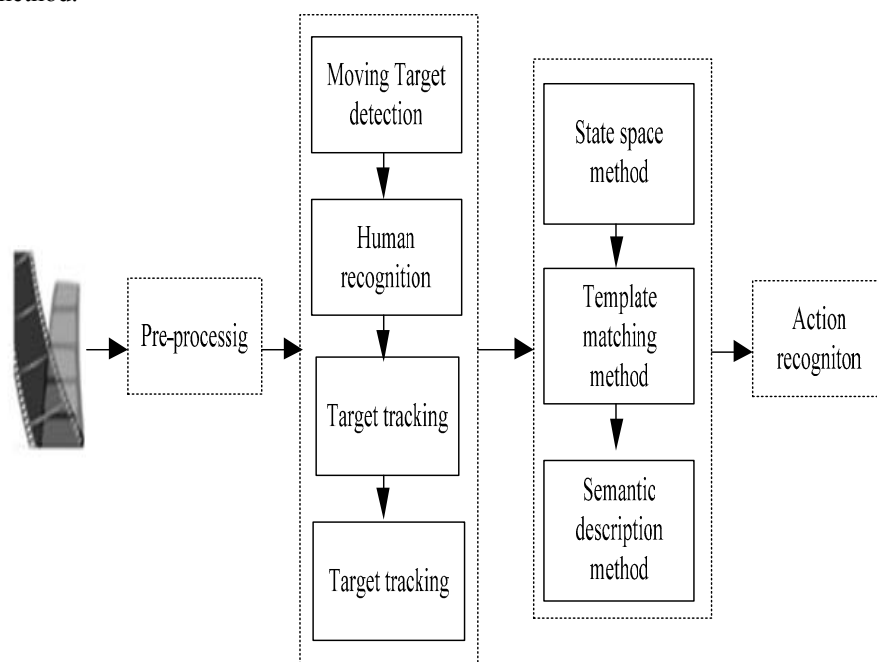 method.
Moving Target
detection
Human
recognition
Target tracking
Target tracking
Pre-processig
State space
method
Template
matching
method
Semantic
description
method
Action
recogniton